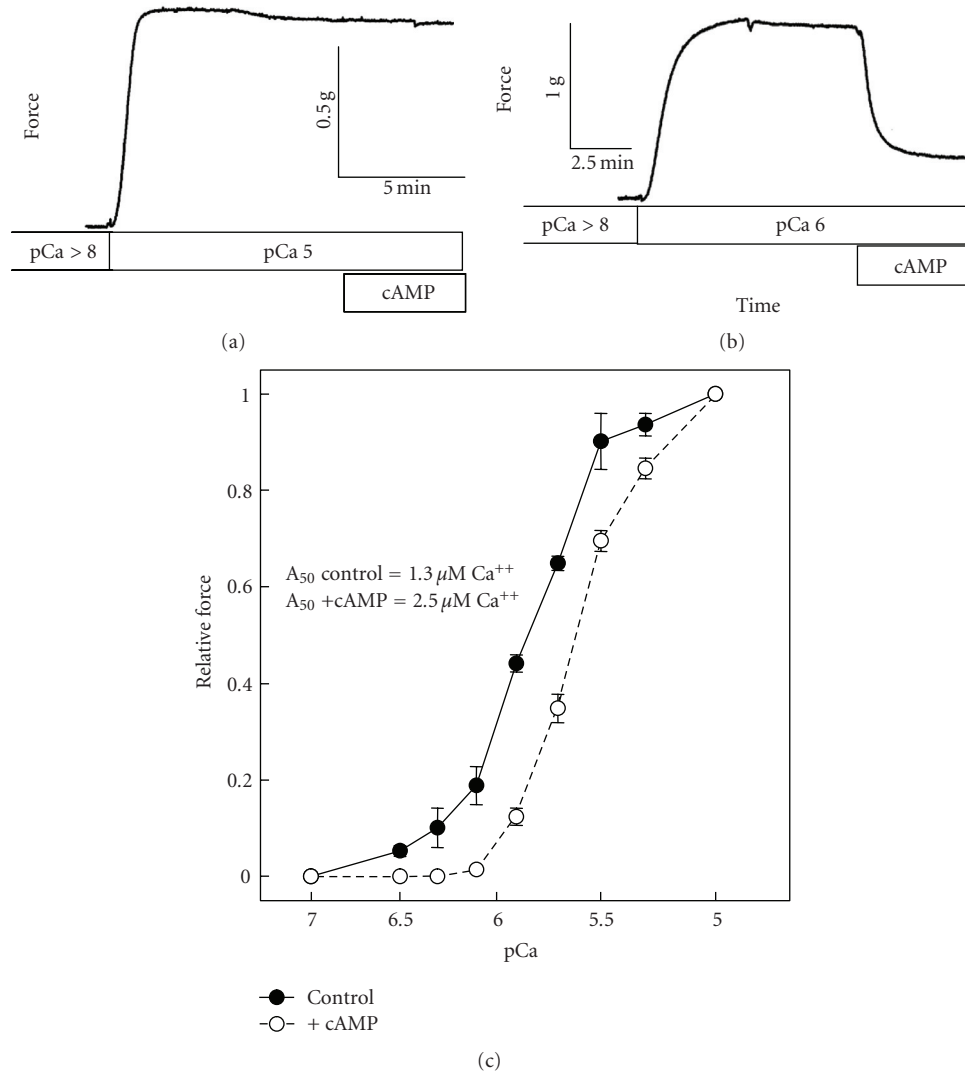 Force
0.5 g
5 min
pCa > 8
pCa 5
cAMP
(a)
Force
1 g
2.5 min
pCa > 8
pCa 6
cAMP
Time
(b)
Relative force
1
0.8
0.6
0.4
0.2
0
A₅₀ control = 1.3 µM Ca⁺⁺
A₅₀ +cAMP = 2.5 µM Ca⁺⁺
7
6.5
6
5.5
5
pCa
Control
+ cAMP
(c)